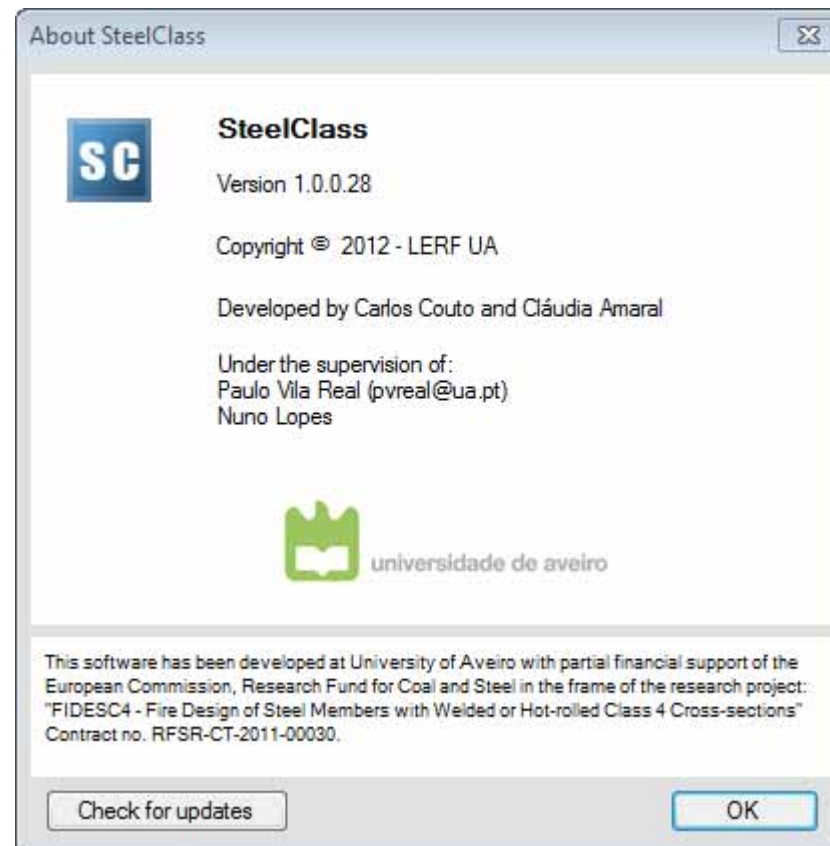 About SteelClass
SC
SteelClass
Version 1.0.0.28
Copyright © 2012 - LERF UA
Developed by Carlos Couto and Cláudia Amaral
Under the supervision of:
Paulo Vila Real (pvreal@ua.pt)
Nuno Lopes
universidade de aveiro
This software has been developed at University of Aveiro with partial financial support of the
European Commission, Research Fund for Coal and Steel in the frame of the research project:
"FIDESC4 - Fire Design of Steel Members with Welded or Hot-rolled Class 4 Cross-sections"
Contract no. RFSR-CT-2011-00030.
Check for updates
OK